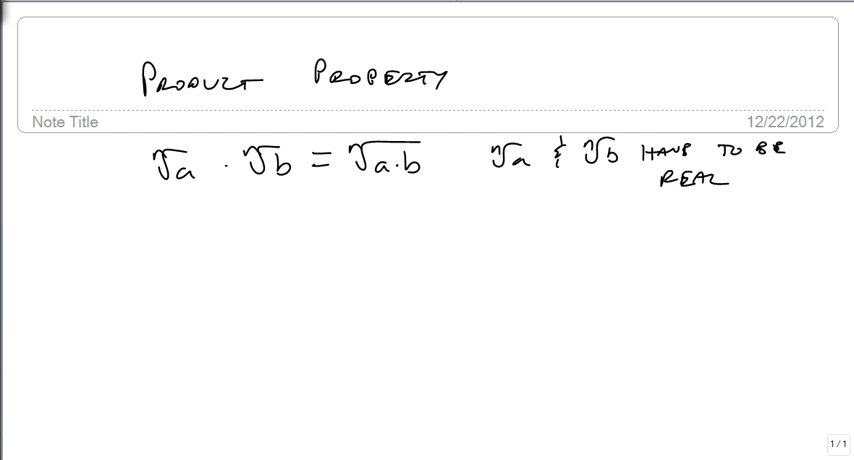 PRODUCT PROPERTY
Note Title
12/22/2012
ⁿ√a · ⁿ√b = ⁿ√a·b ⁿ√a & ⁿ√b HAVE TO BE
REAL
1 / 1